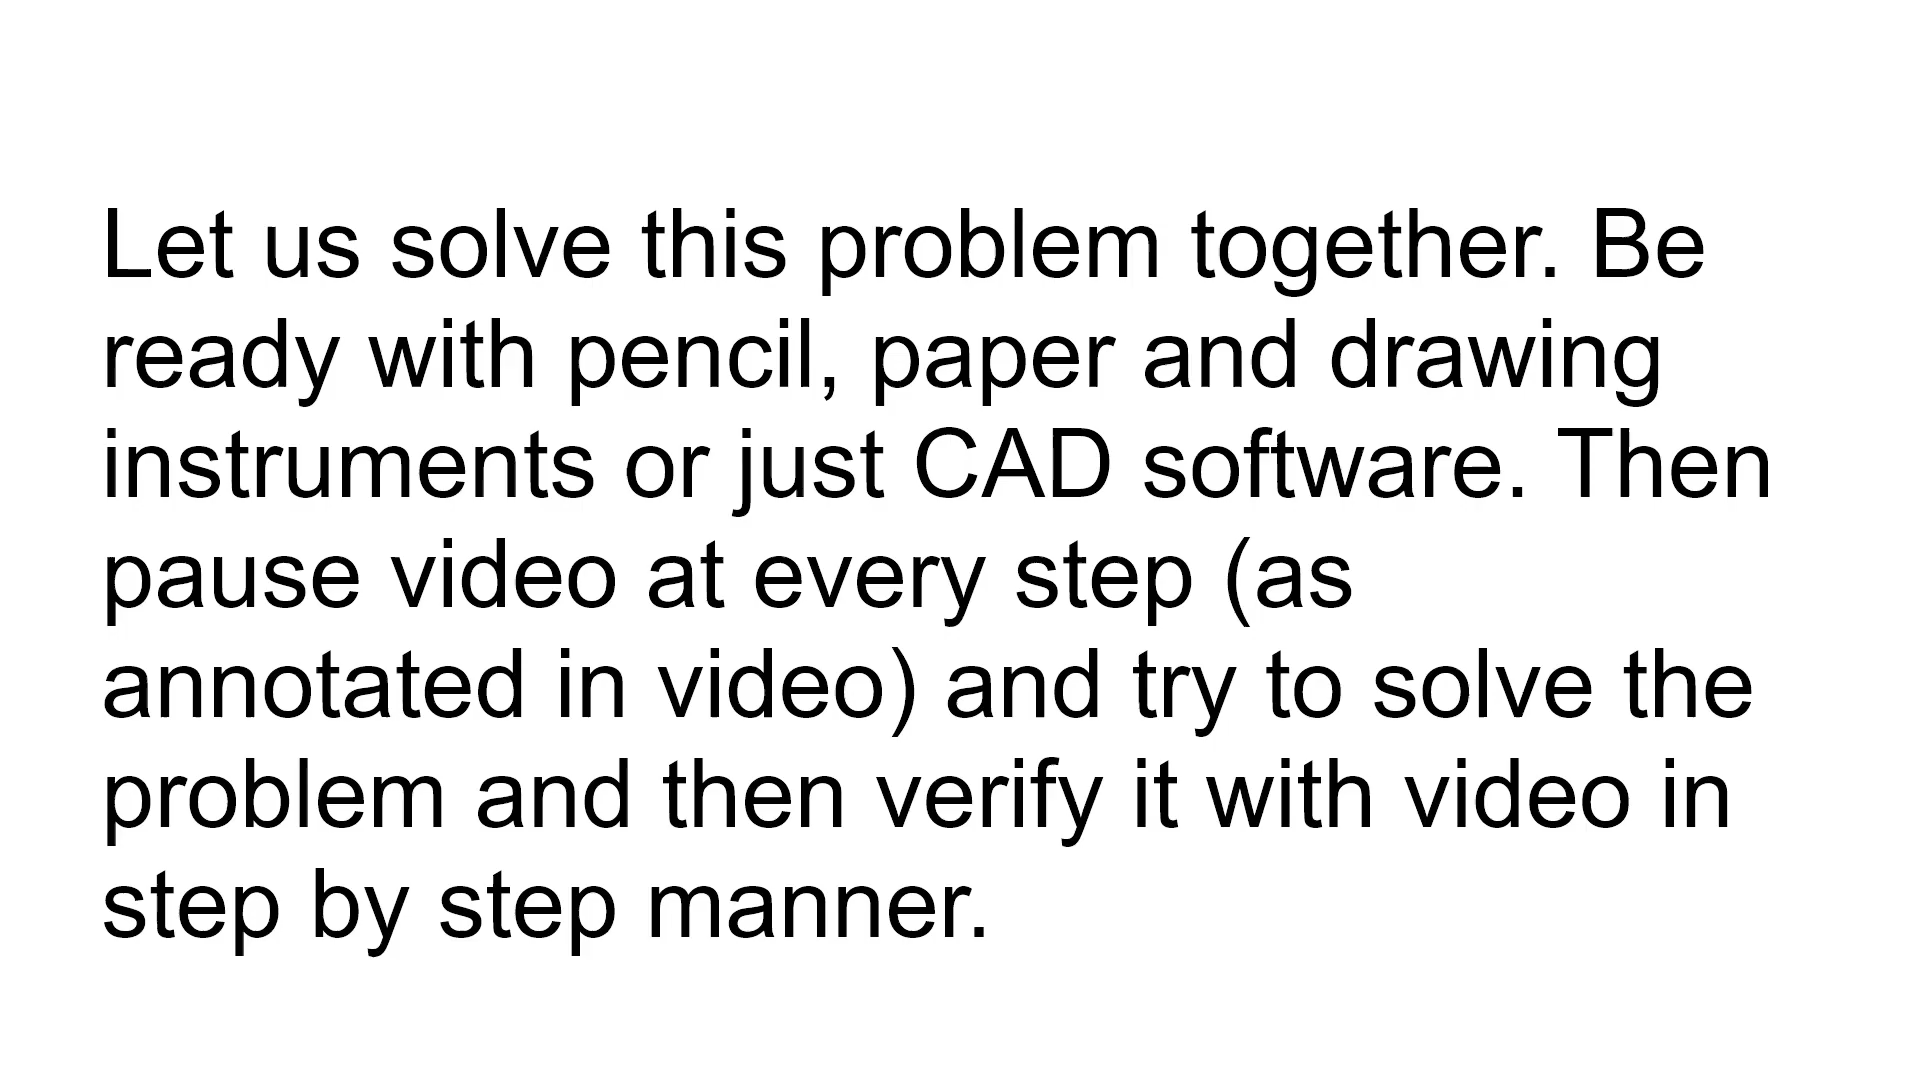 Let us solve this problem together. Be
ready with pencil, paper and drawing
instruments or just CAD software. Then
pause video at every step (as
annotated in video) and try to solve the
problem and then verify it with video in
step by step manner.